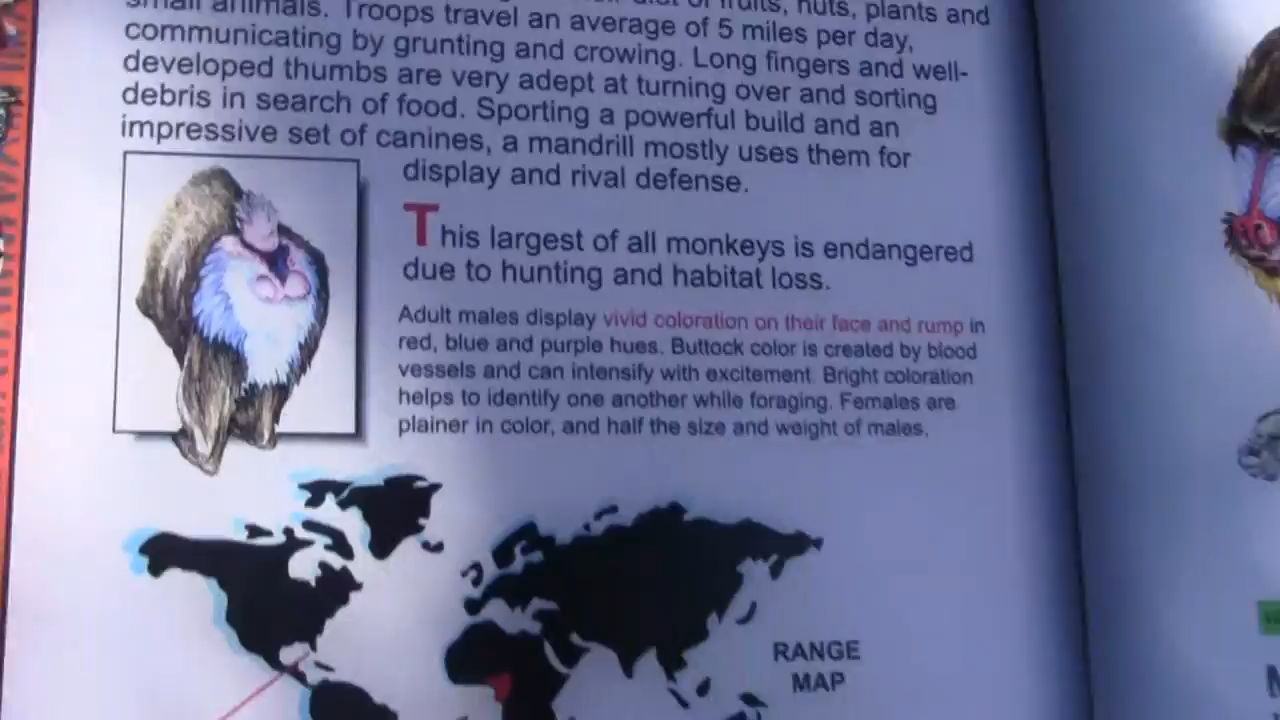 small animals. Troops travel an average of 5 miles per day,
communicating by grunting and crowing. Long fingers and well-
developed thumbs are very adept at turning over and sorting
debris in search of food. Sporting a powerful build and an
impressive set of canines, a mandrill mostly uses them for
display and rival defense.
This largest of all monkeys is endangered
due to hunting and habitat loss.
Adult males display vivid coloration on their face and rump in
red, blue and purple hues. Buttock color is created by blood
vessels and can intensify with excitement. Bright coloration
helps to identify one another while foraging. Females are
plainer in color, and half the size and weight of males.
RANGE
MAP